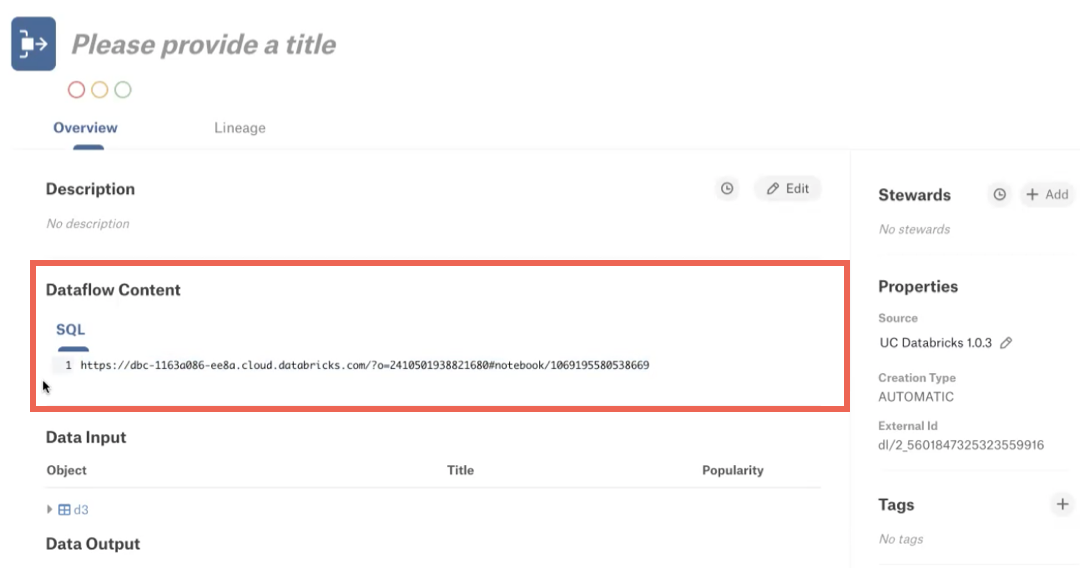 Please provide a title
Overview
Lineage
Description
Edit
No description
Dataflow Content
SQL
1 https://dbc-1163a086-ee8a.cloud.databricks.com/?o=2410501938821680#notebook/1069195580538669
Data Input
Object Title Popularity
d3
Data Output
Stewards
Add
No stewards
Properties
Source
UC Databricks 1.0.3
Creation Type
AUTOMATIC
External Id
dl/2_5601847325323559916
Tags
No tags